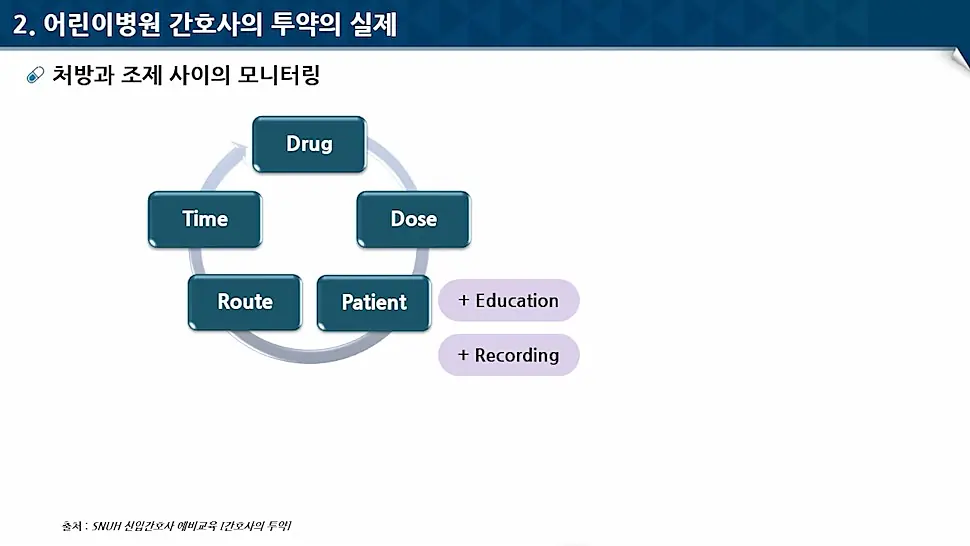 2. 어린이병원 간호사의 투약의 실제
처방과 조제 사이의 모니터링
Drug
Time
Dose
Route
Patient
+ Education
+ Recording
출처 : SNUH 신입간호사 예비교육 [간호사의 투약]